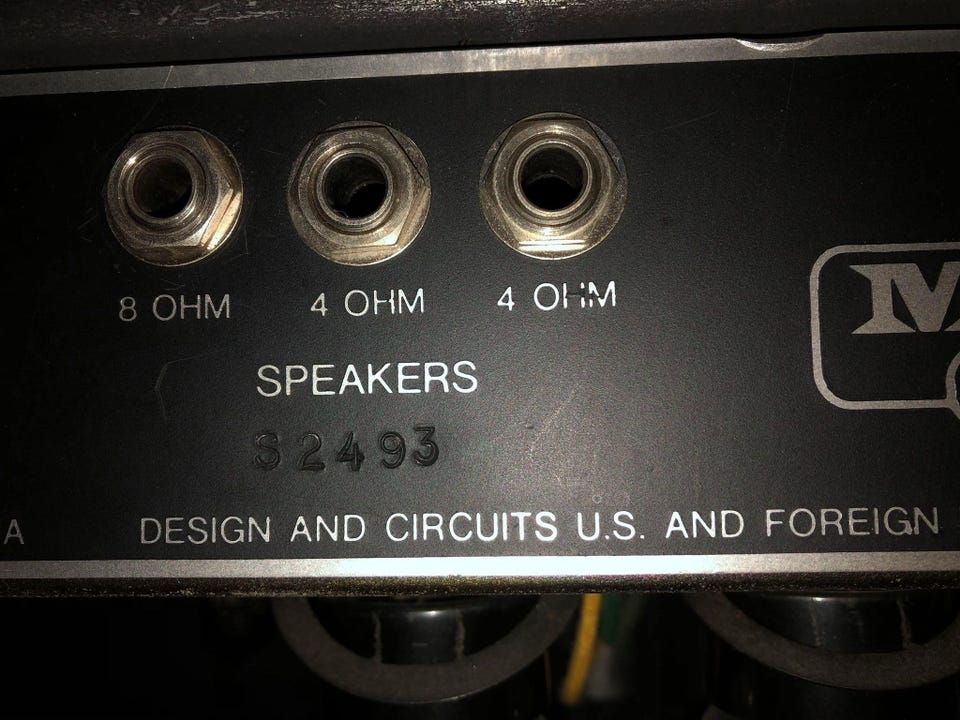 8 OHM 4 OHM 4 OHM
M
SPEAKERS
S2493
A DESIGN AND CIRCUITS U.S. AND FOREIGN